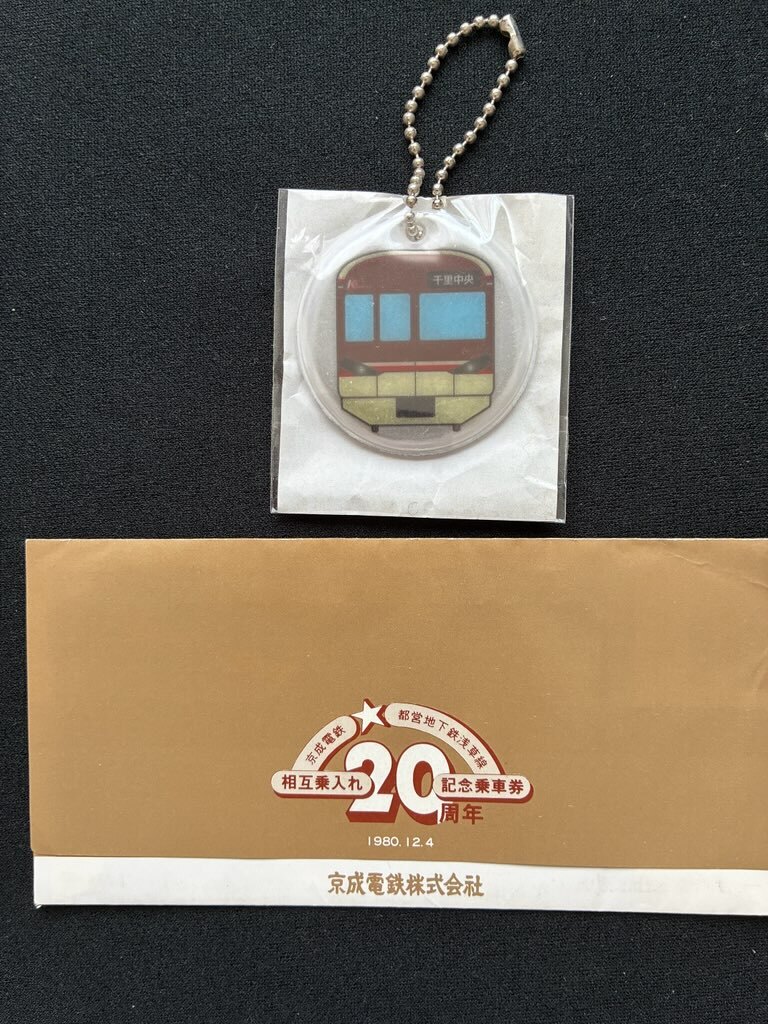 千里中央
京成電鉄
都営地下鉄浅草線
相互乗入れ
20
周年
記念乗車券
1980.12.4
京成電鉄株式会社